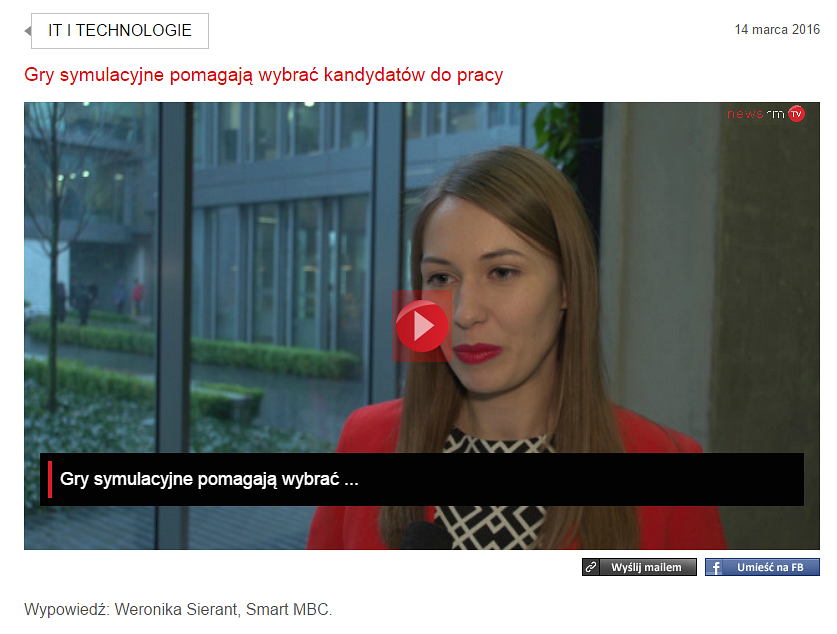 IT I TECHNOLOGIE
14 marca 2016
Gry symulacyjne pomagają wybrać kandydatów do pracy
newsrm TV
Gry symulacyjne pomagają wybrać ...
Wyślij mailem
f Umieść na FB
Wypowiedź: Weronika Sierant, Smart MBC.